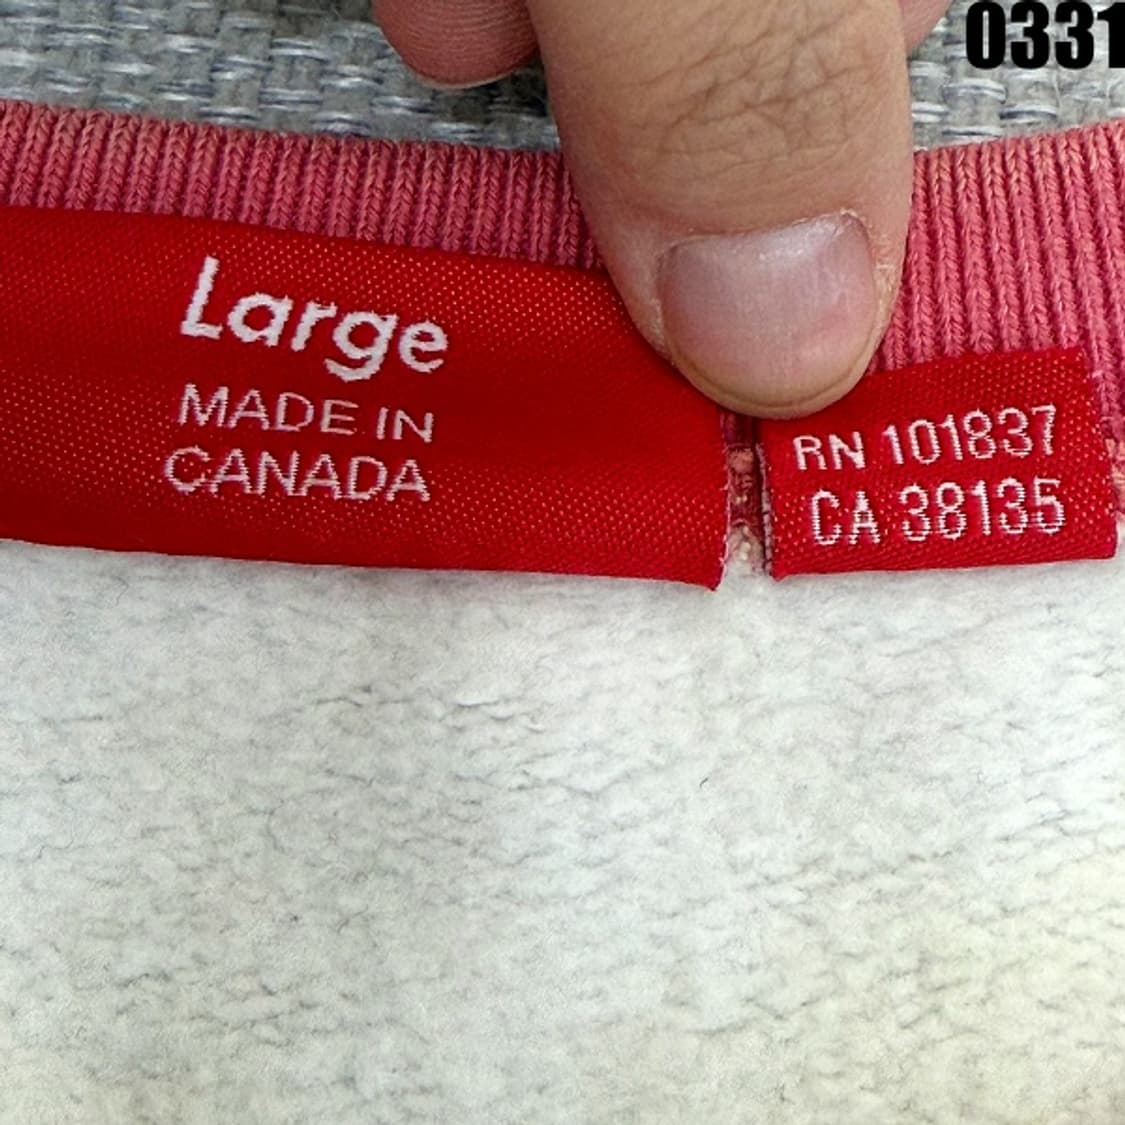 0331
Large
MADE IN
CANADA
RN 101837
CA 38135